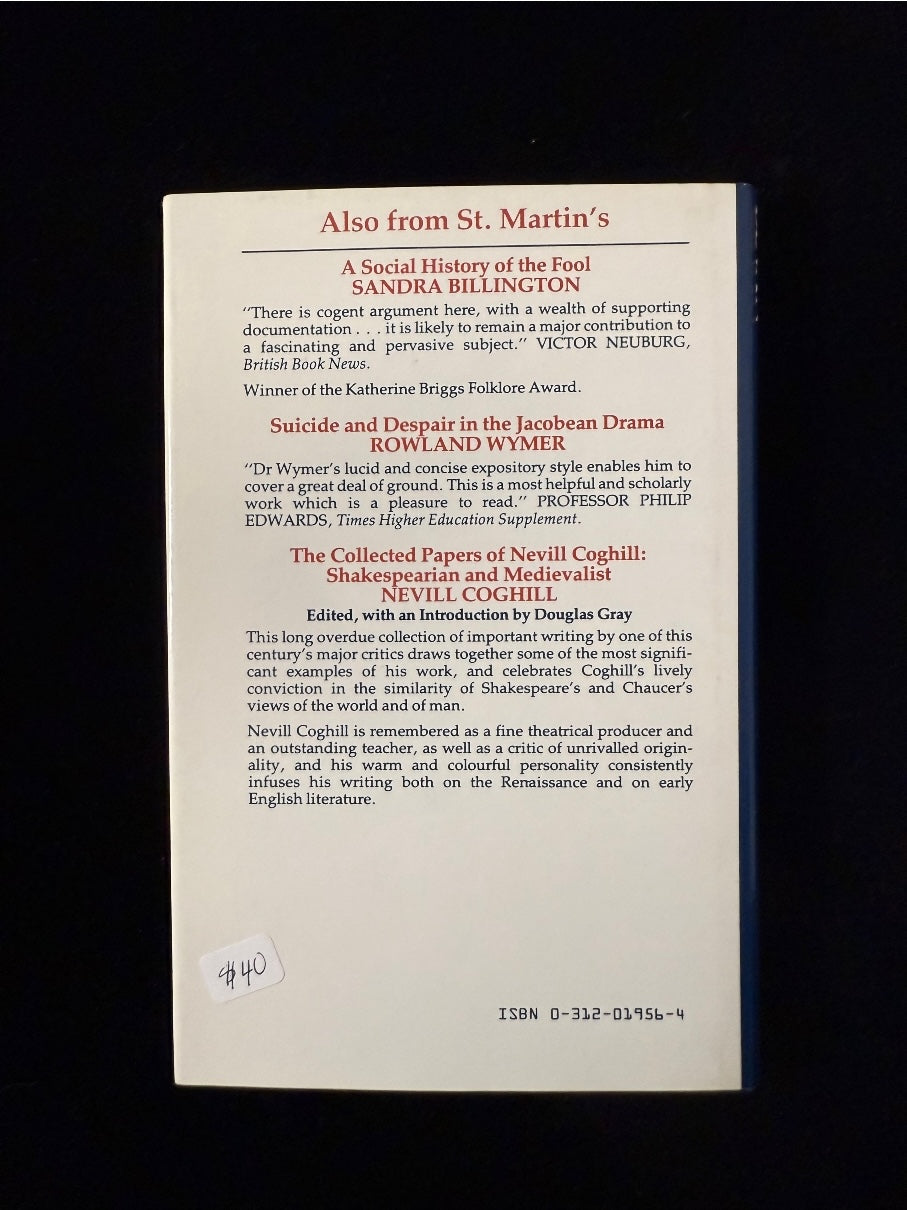 Also from St. Martin's
A Social History of the Fool
SANDRA BILLINGTON
"There is cogent argument here, with a wealth of supporting
documentation . . . it is likely to remain a major contribution to
a fascinating and pervasive subject." VICTOR NEUBURG,
British Book News.
Winner of the Katherine Briggs Folklore Award.
Suicide and Despair in the Jacobean Drama
ROWLAND WYMER
"Dr Wymer's lucid and concise expository style enables him to
cover a great deal of ground. This is a most helpful and scholarly
work which is a pleasure to read." PROFESSOR PHILIP
EDWARDS, Times Higher Education Supplement.
The Collected Papers of Nevill Coghill:
Shakespearian and Medievalist
NEVILL COGHILL
Edited, with an Introduction by Douglas Gray
This long overdue collection of important writing by one of this
century's major critics draws together some of the most signifi-
cant examples of his work, and celebrates Coghill's lively
conviction in the similarity of Shakespeare's and Chaucer's
views of the world and of man.
Nevill Coghill is remembered as a fine theatrical producer and
an outstanding teacher, as well as a critic of unrivalled origin-
ality, and his warm and colourful personality consistently
infuses his writing both on the Renaissance and on early
English literature.
$40
ISBN 0-312-01956-4